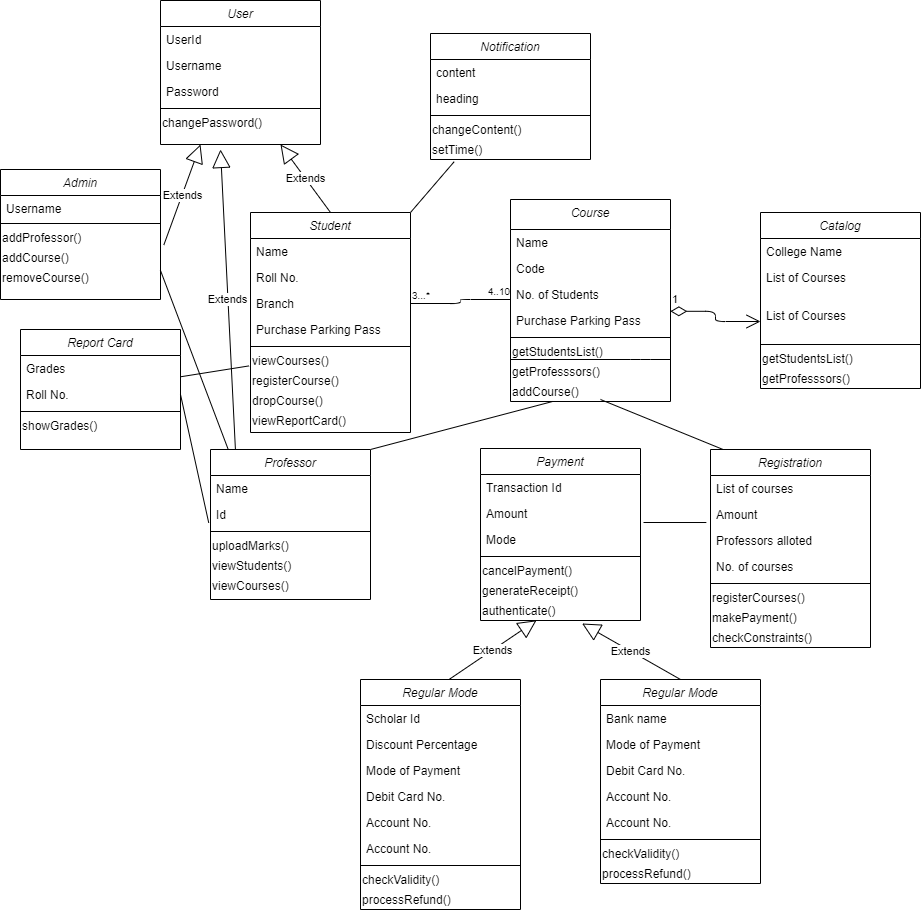 User
UserId
Username
Password
changePassword()
Notification
content
heading
changeContent()
setTime()
Extends
Extends
Extends
Admin
Username
addProfessor()
addCourse()
removeCourse()
Student
Name
Roll No.
Branch
Purchase Parking Pass
viewCourses()
registerCourse()
dropCourse()
viewReportCard()
3...*
4..10
Course
Name
Code
No. of Students
Purchase Parking Pass
getStudentsList()
getProfesssors()
addCourse()
1
Catalog
College Name
List of Courses
List of Courses
getStudentsList()
getProfesssors()
Report Card
Grades
Roll No.
showGrades()
Professor
Name
Id
uploadMarks()
viewStudents()
viewCourses()
Payment
Transaction Id
Amount
Mode
cancelPayment()
generateReceipt()
authenticate()
Registration
List of courses
Amount
Professors alloted
No. of courses
registerCourses()
makePayment()
checkConstraints()
Extends
Extends
Regular Mode
Scholar Id
Discount Percentage
Mode of Payment
Debit Card No.
Account No.
Account No.
checkValidity()
processRefund()
Regular Mode
Bank name
Mode of Payment
Debit Card No.
Account No.
Account No.
checkValidity()
processRefund()